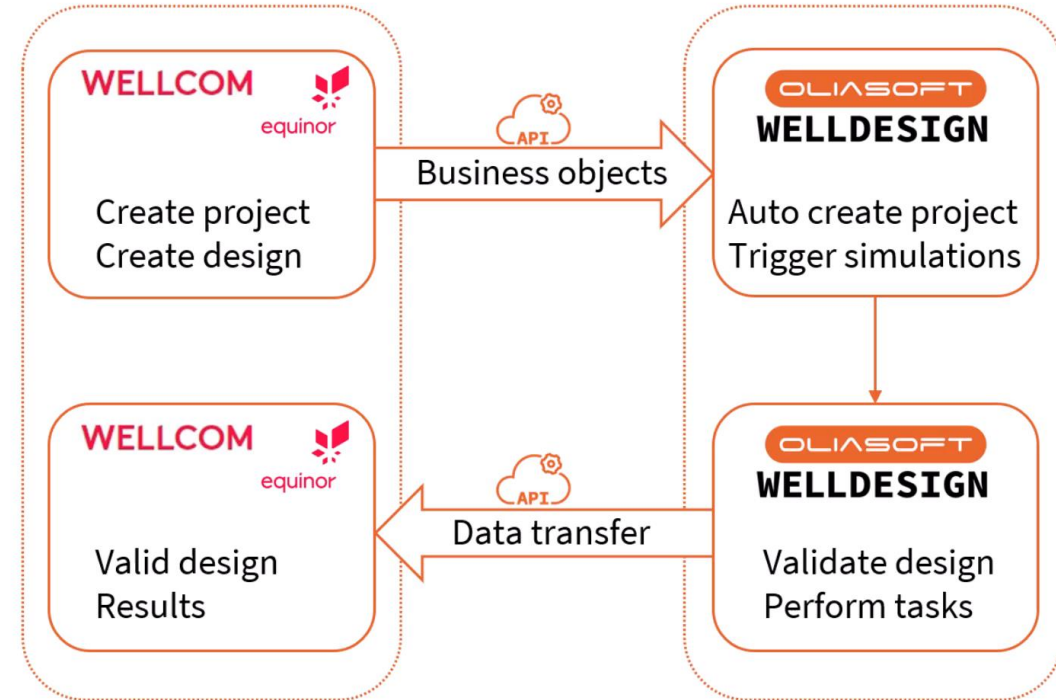 WELLCOM
equinor
Create project
Create design
API
Business objects
OLIASOFT
WELLDESIGN
Auto create project
Trigger simulations
WELLCOM
equinor
Valid design
Results
API
Data transfer
OLIASOFT
WELLDESIGN
Validate design
Perform tasks